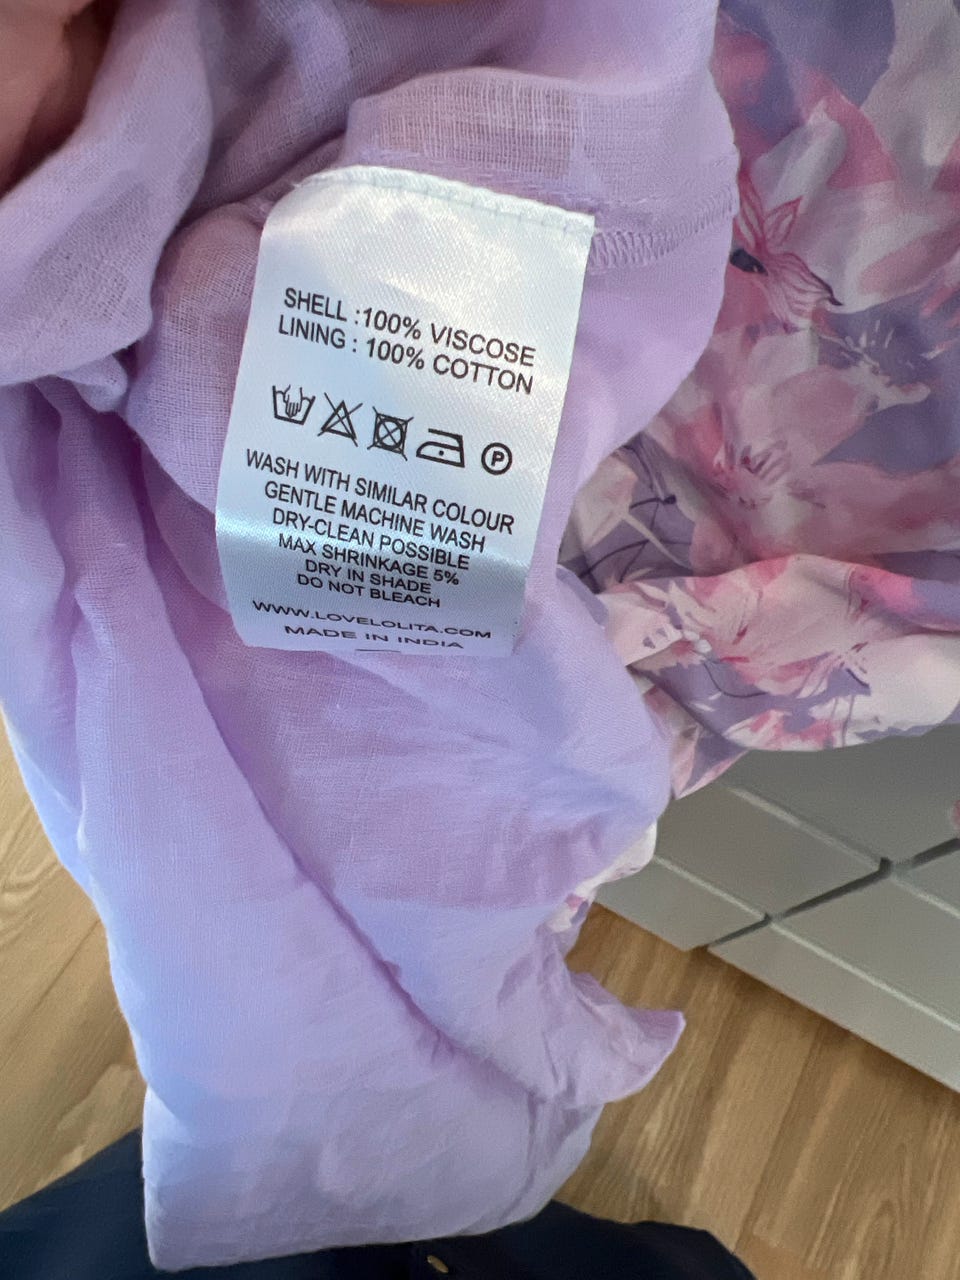 SHELL :100% VISCOSE
LINING : 100% COTTON
P
WASH WITH SIMILAR COLOUR
GENTLE MACHINE WASH
DRY-CLEAN POSSIBLE
MAX SHRINKAGE 5%
DRY IN SHADE
DO NOT BLEACH
WWW.LOVELOLITA.COM
MADE IN INDIA